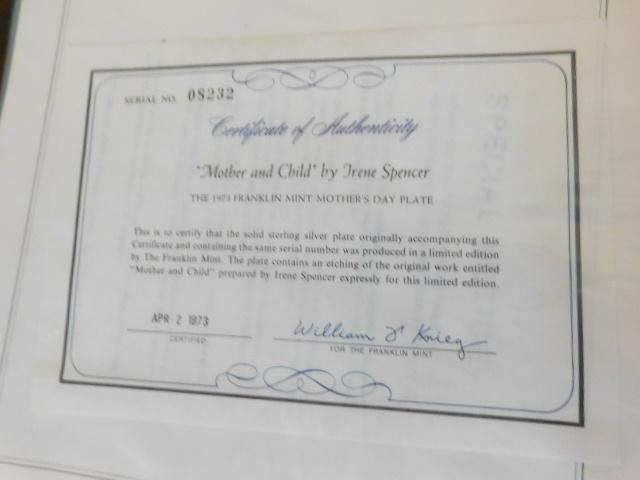 SERIAL NO. 08232
Certificate of Authenticity
"Mother and Child" by Irene Spencer
THE 1973 FRANKLIN MINT MOTHER'S DAY PLATE
This is to certify that the solid sterling silver plate originally accompanying this
Certificate and containing the same serial number was produced in a limited edition
by The Franklin Mint. The plate contains an etching of the original work entitled
"Mother and Child" prepared by Irene Spencer expressly for this limited edition.
APR 2 1973
CERTIFIED
William F Krieg
FOR THE FRANKLIN MINT
SPECIAL